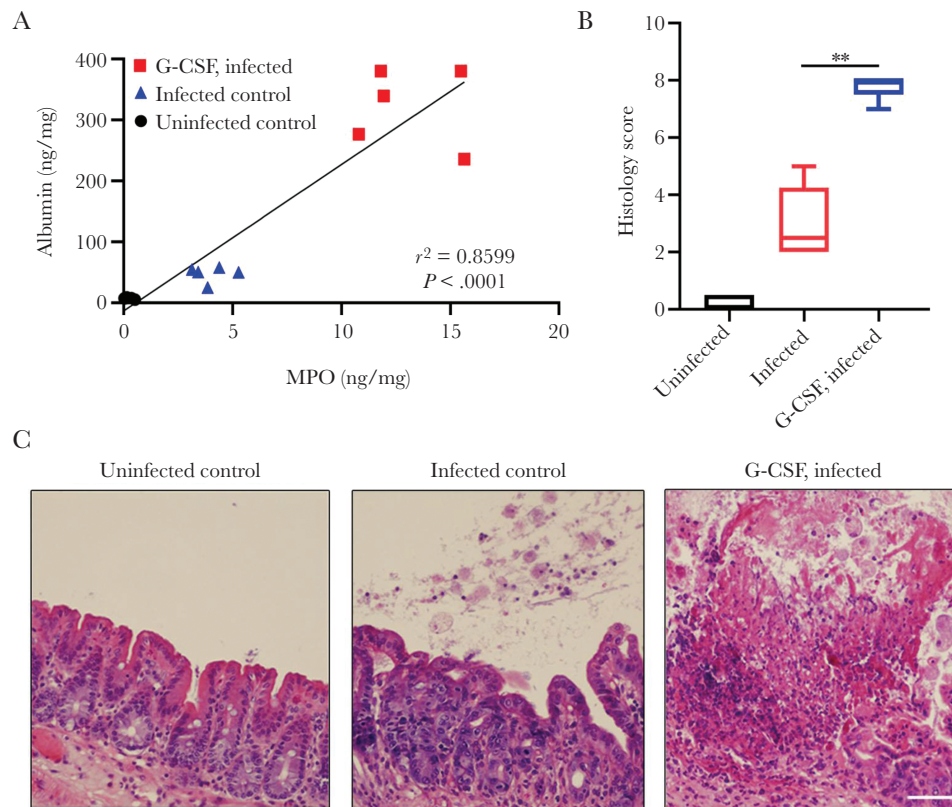 A
G-CSF, infected
Infected control
Uninfected control
Albumin (ng/mg)
400
300
200
100
0
0 5 10 15 20
r² = 0.8599
P < .0001
MPO (ng/mg)
B
Histology score
10
8
6
4
2
0
**
Uninfected
Infected
G-CSF, infected
C
Uninfected control
Infected control
G-CSF, infected